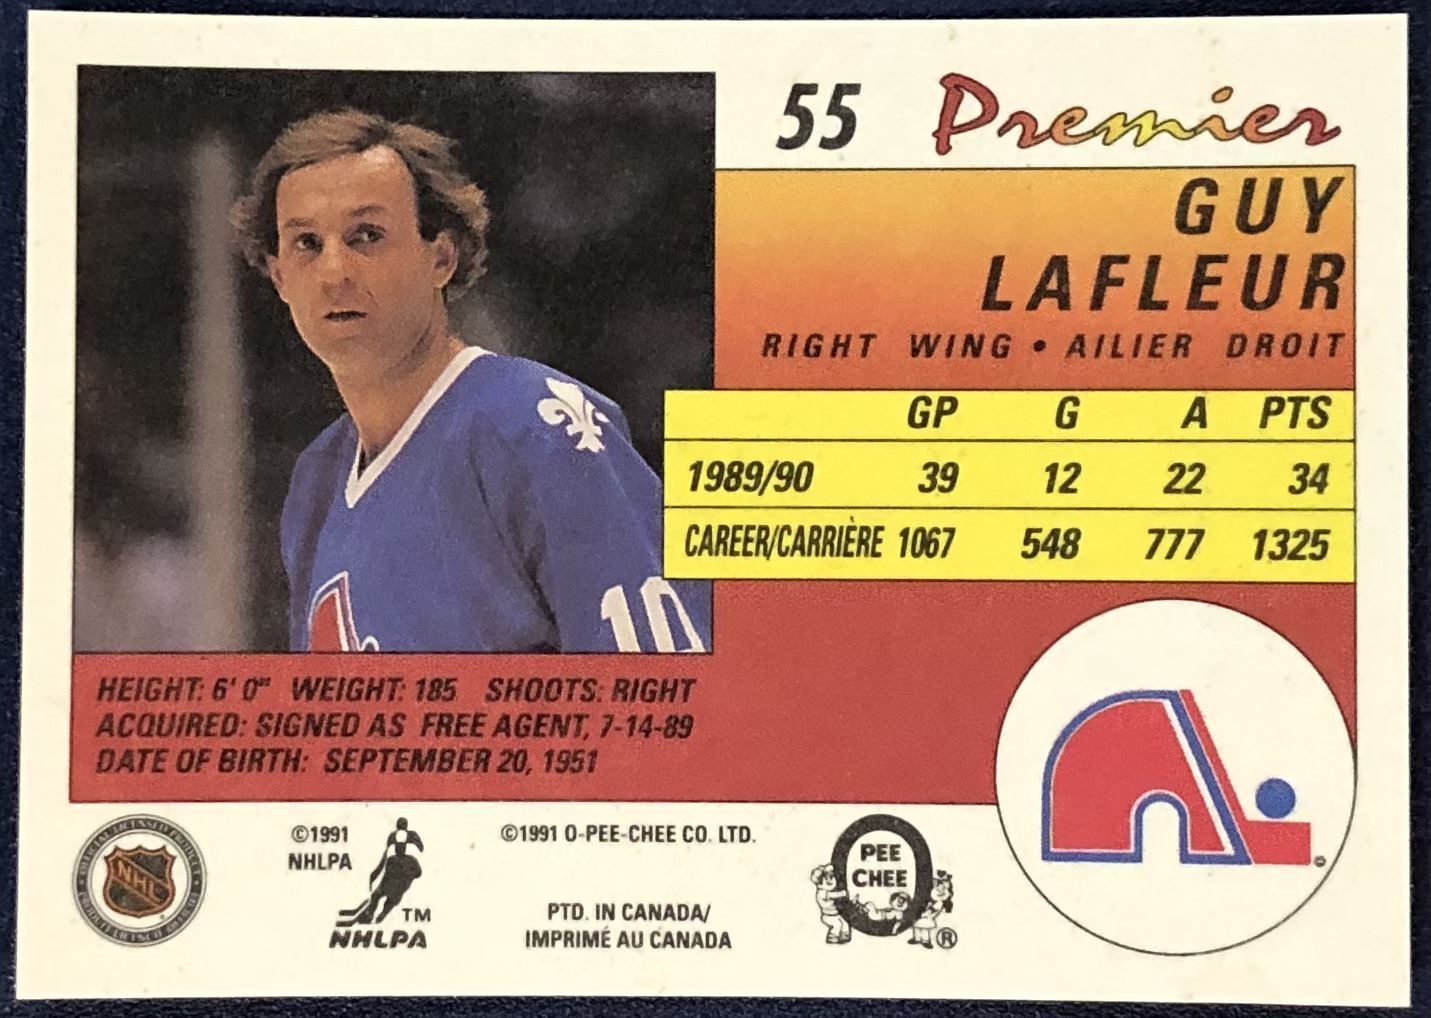 55 Premier
GUY
LAFLEUR
RIGHT WING • AILIER DROIT
GP G A PTS
1989/90 39 12 22 34
CAREER/CARRIÈRE 1067 548 777 1325
10
HEIGHT: 6' 0" WEIGHT: 185 SHOOTS: RIGHT
ACQUIRED: SIGNED AS FREE AGENT, 7-14-89
DATE OF BIRTH: SEPTEMBER 20, 1951
NHL
©1991
NHLPA
TM
NHLPA
©1991 O-PEE-CHEE CO. LTD.
PTD. IN CANADA/
IMPRIMÉ AU CANADA
O
PEE
CHEE
®